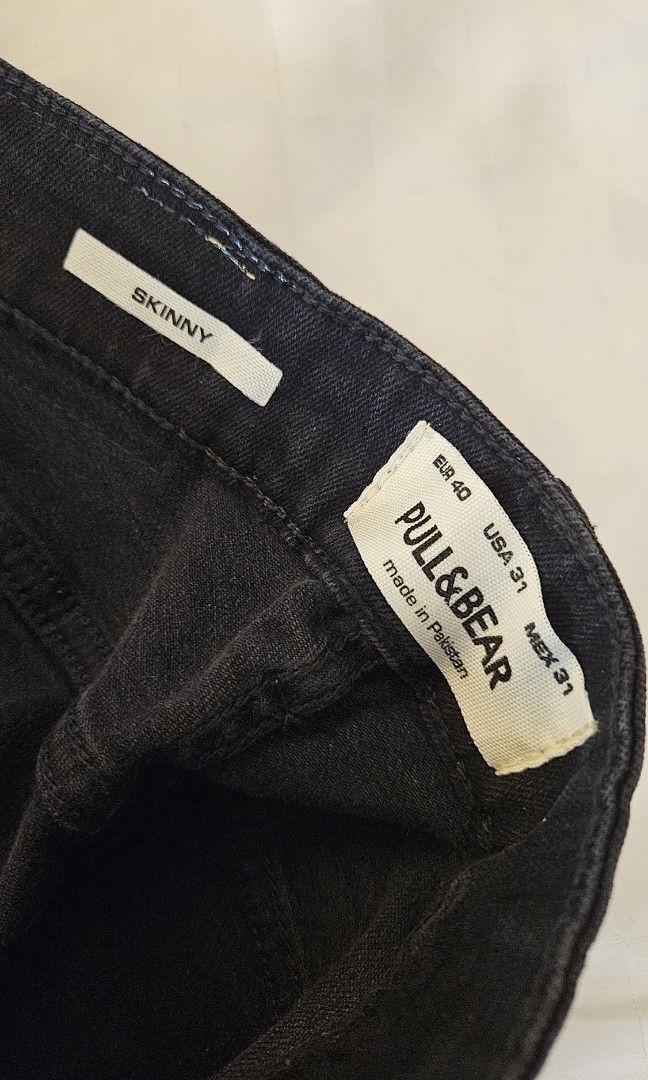 SKINNY
EUR 40 USA 31 MEX 31
PULL&BEAR
made in Pakistan